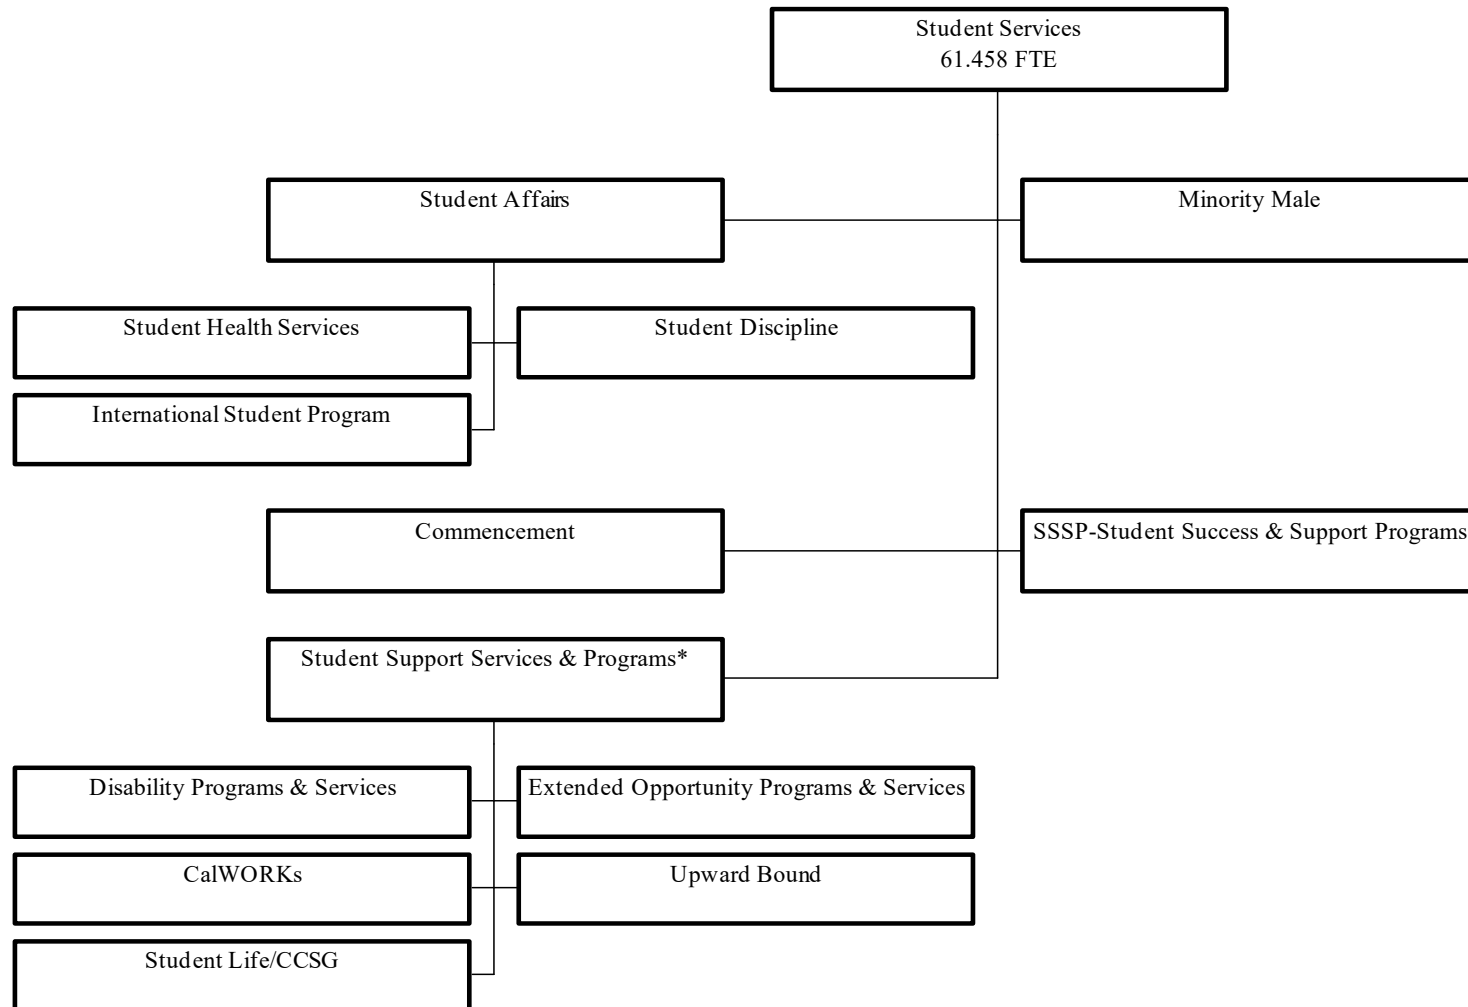 Student Services
61.458 FTE
Student Affairs
Minority Male
Student Health Services
Student Discipline
International Student Program
Commencement
SSSP-Student Success & Support Programs
Student Support Services & Programs*
Disability Programs & Services
Extended Opportunity Programs & Services
CalWORKs
Upward Bound
Student Life/CCSG